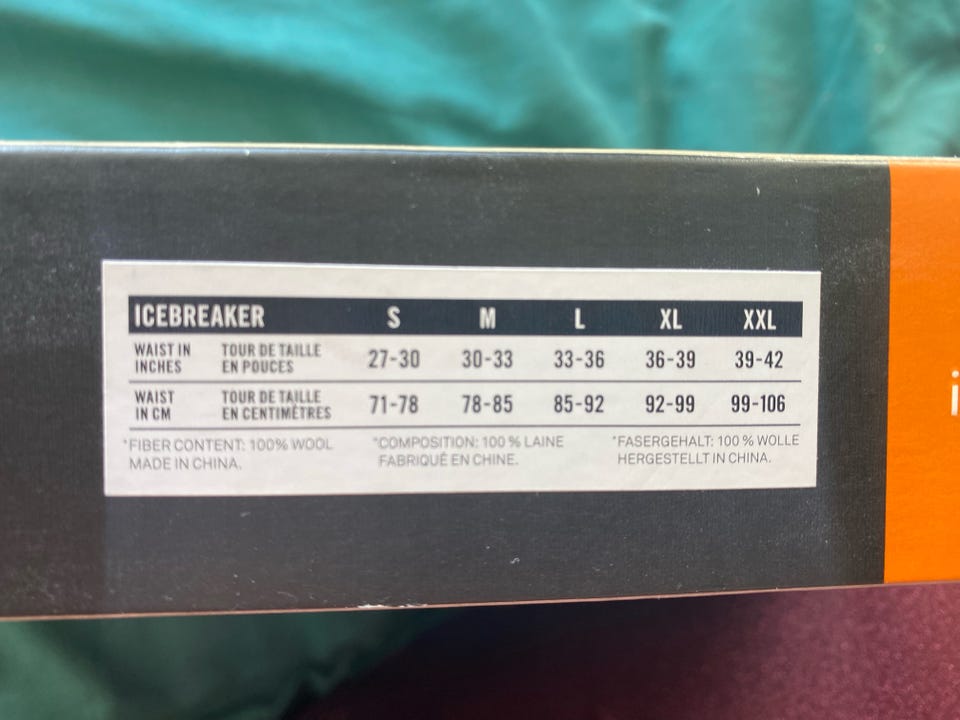 ICEBREAKER S M L XL XXL
WAIST IN INCHES TOUR DE TAILLE EN POUCES 27-30 30-33 33-36 36-39 39-42
WAIST IN CM TOUR DE TAILLE EN CENTIMÈTRES 71-78 78-85 85-92 92-99 99-106
*FIBER CONTENT: 100% WOOL
MADE IN CHINA.
*COMPOSITION: 100 % LAINE
FABRIQUÉ EN CHINE.
*FASERGEHALT: 100 % WOLLE
HERGESTELLT IN CHINA.